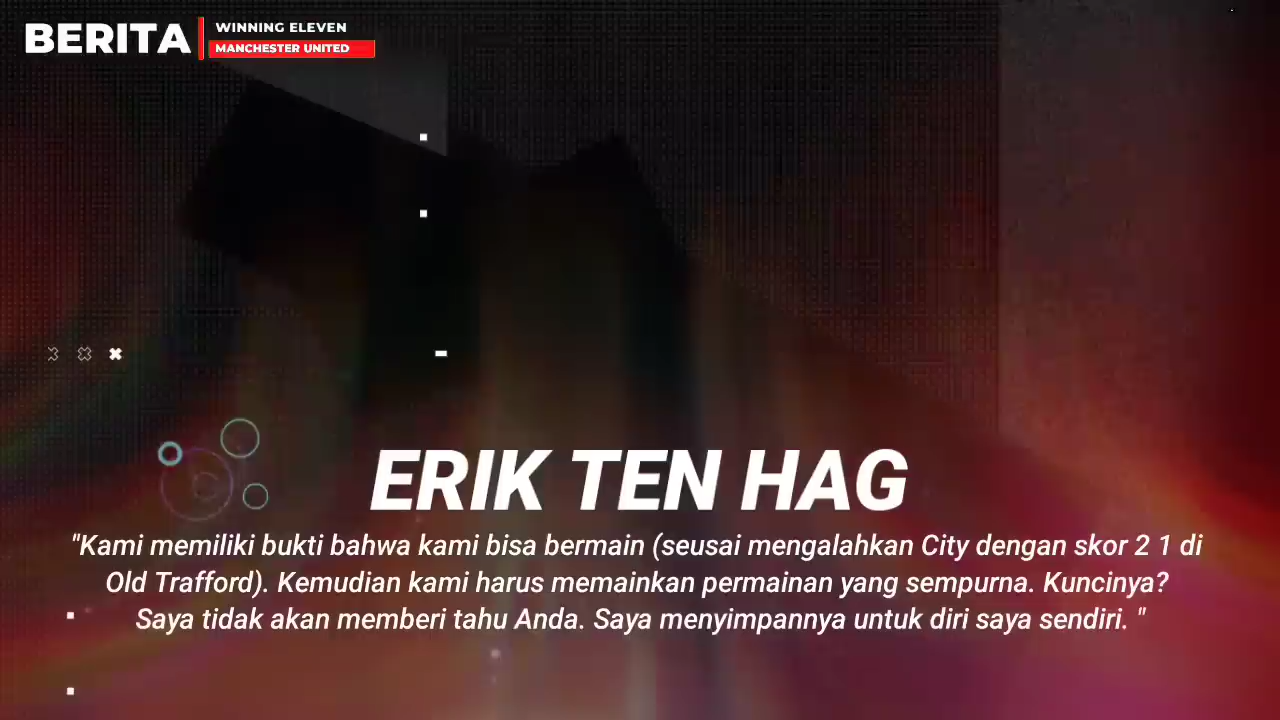 BERITA
WINNING ELEVEN
MANCHESTER UNITED
ERIK TEN HAG
"Kami memiliki bukti bahwa kami bisa bermain (seusai mengalahkan City dengan skor 2 1 di
Old Trafford). Kemudian kami harus memainkan permainan yang sempurna. Kuncinya?
Saya tidak akan memberi tahu Anda. Saya menyimpannya untuk diri saya sendiri. "